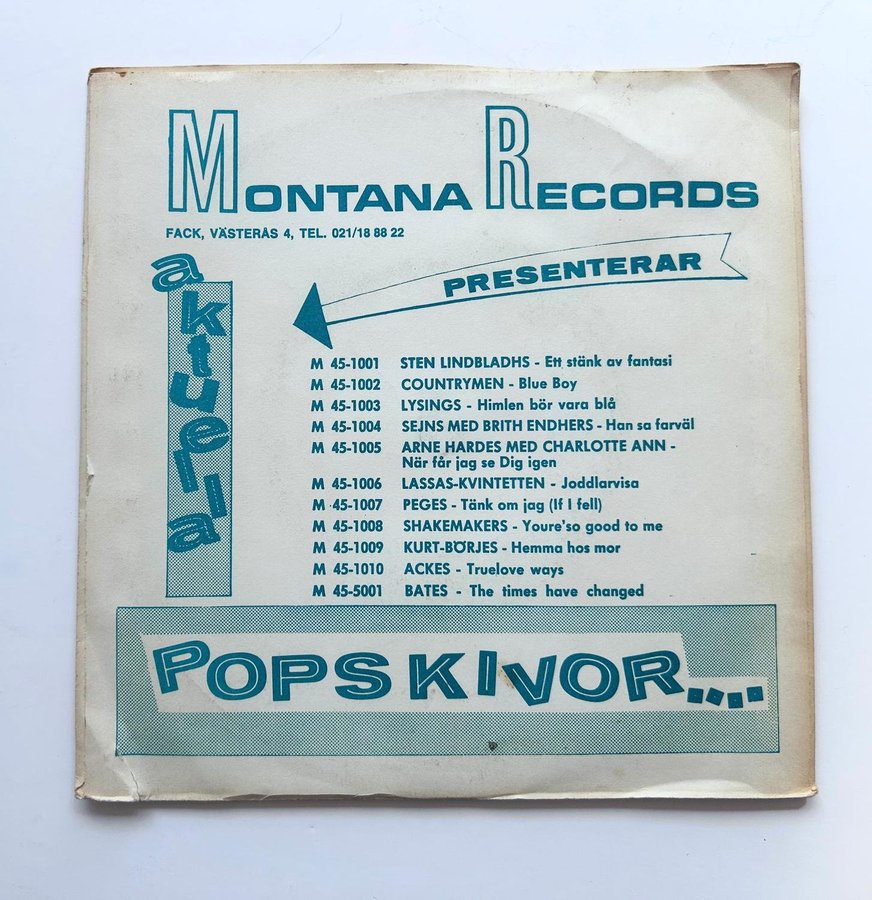 MONTANA RECORDS
FACK, VÄSTERÅS 4, TEL. 021/18 88 22
PRESENTERAR
aktuella
M 45-1001 STEN LINDBLADHS - Ett stänk av fantasi
M 45-1002 COUNTRYMEN - Blue Boy
M 45-1003 LYSINGS - Himlen bör vara blå
M 45-1004 SEJNS MED BRITH ENDHERS - Han sa farväl
M 45-1005 ARNE HARDES MED CHARLOTTE ANN -
När får jag se Dig igen
M 45-1006 LASSAS-KVINTETTEN - Joddlarvisa
M 45-1007 PEGES - Tänk om jag (If I fell)
M 45-1008 SHAKEMAKERS - Youre'so good to me
M 45-1009 KURT-BÖRJES - Hemma hos mor
M 45-1010 ACKES - Truelove ways
M 45-5001 BATES - The times have changed
POPSKIVOR....